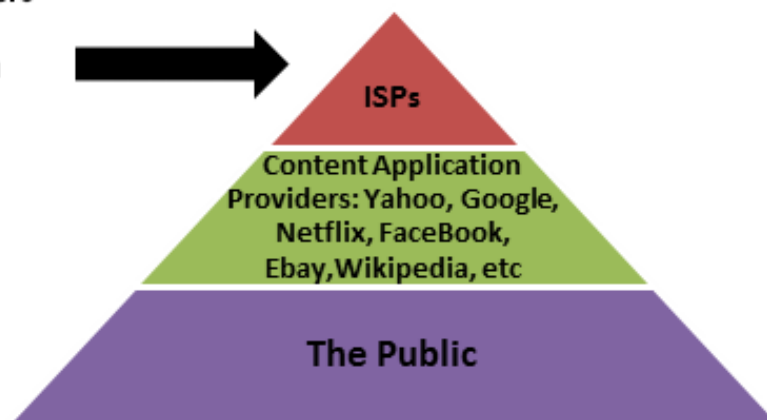 ISPs
Content Application
Providers: Yahoo, Google,
Netflix, FaceBook,
Ebay,Wikipedia, etc
The Public